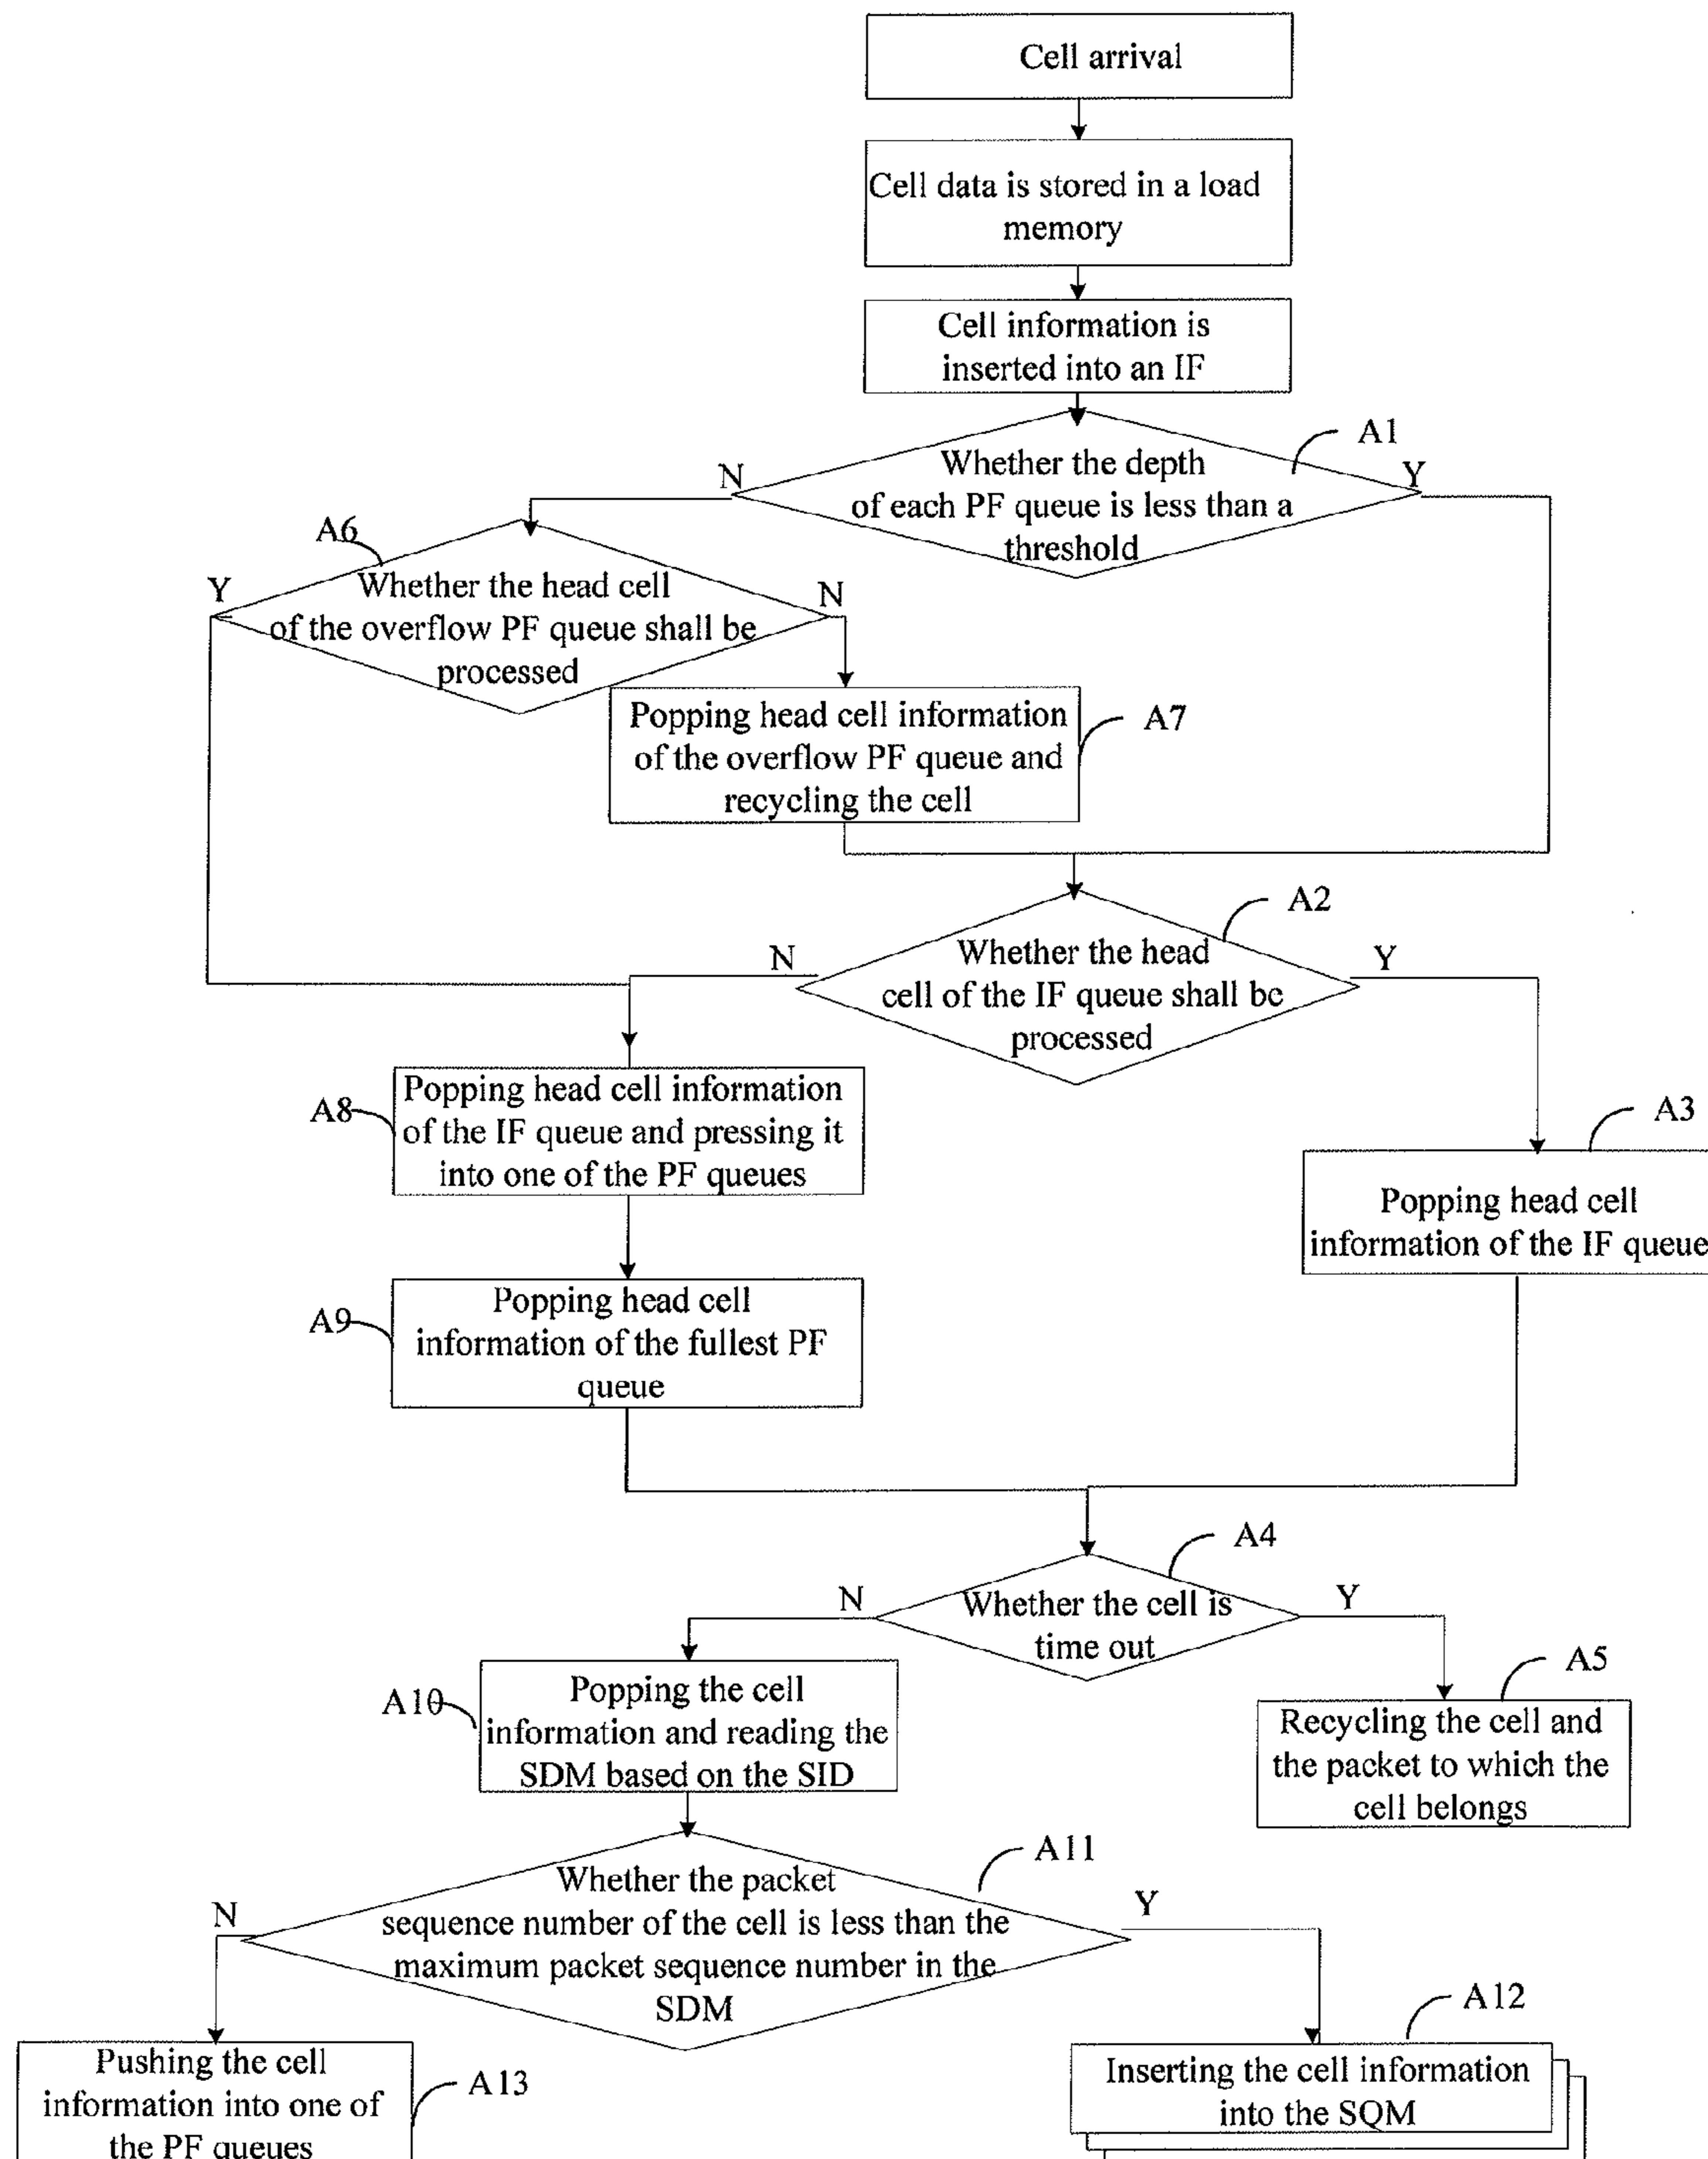 Cell arrival
Cell data is stored in a load
memory
Cell information is
inserted into an IF
A1
Whether the depth
of each PF queue is less than a
threshold
N
Y
A6
Whether the head cell
of the overflow PF queue shall be
processed
Y
N
Popping head cell information
of the overflow PF queue and
recycling the cell
A7
A2
Whether the head
cell of the IF queue shall be
processed
N
Y
A8
Popping head cell information
of the IF queue and pressing it
into one of the PF queues
A3
Popping head cell
information of the IF queue
A9
Popping head cell
information of the fullest PF
queue
A4
Whether the cell is
time out
N
Y
A10
Popping the cell
information and reading the
SDM based on the SID
A5
Recycling the cell and
the packet to which the
cell belongs
A11
Whether the packet
sequence number of the cell is less than the
maximum packet sequence number in the
SDM
N
Y
Pushing the cell
information into one of
the PF queues
A13
A12
Inserting the cell information
into the SQM